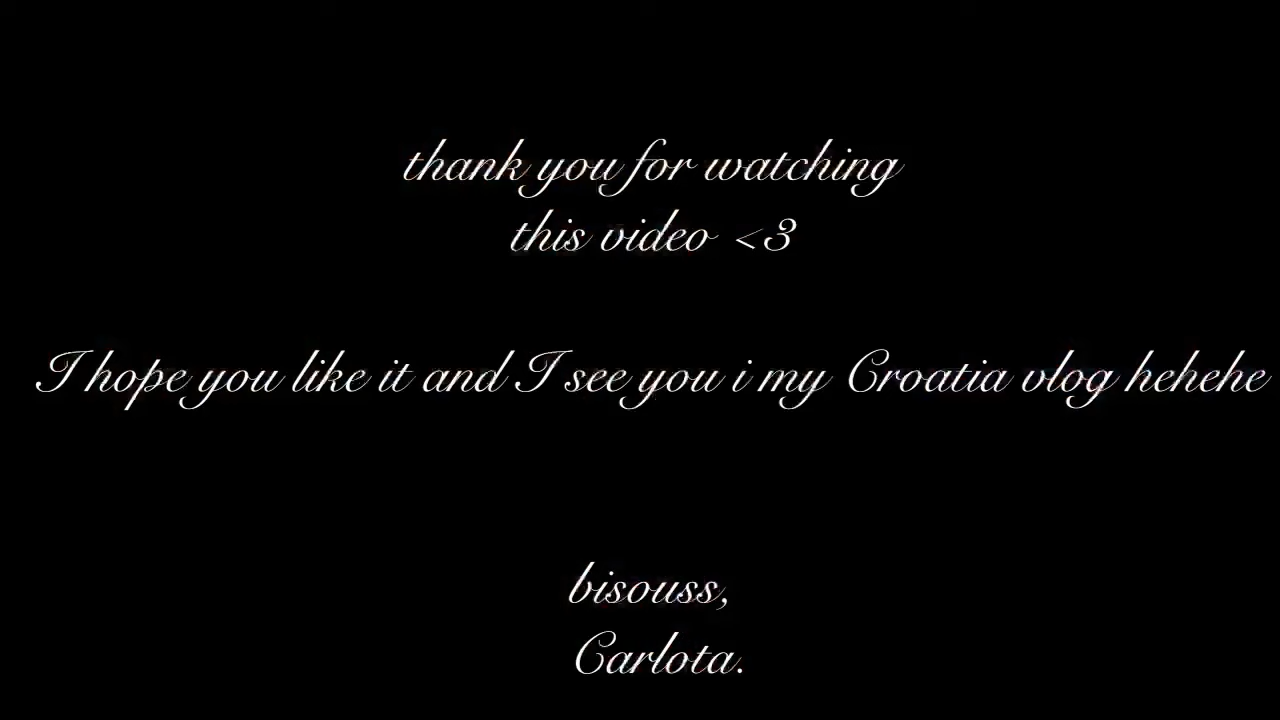 thank you for watching
this video <3
I hope you like it and I see you i my Croatia vlog hehehe
bisouss,
Carlota.